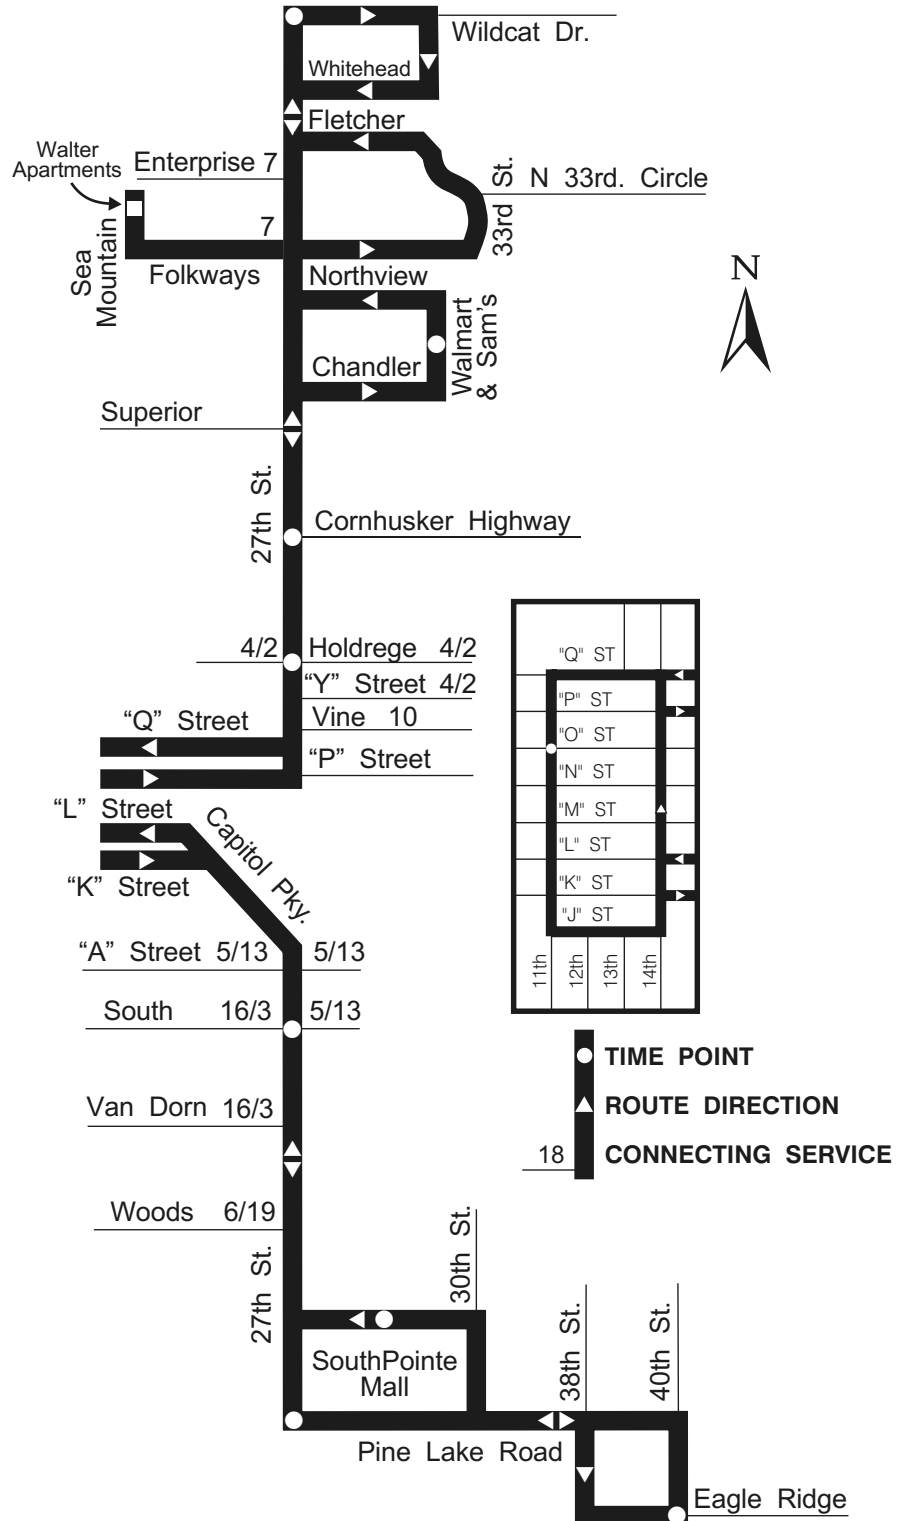 Wildcat Dr.
Whitehead
Fletcher
Walter
Apartments
Enterprise 7
33rd St.
N 33rd. Circle
7
Sea
Mountain
Folkways
Northview
N
Walmart
& Sam's
Chandler
Superior
27th St.
Cornhusker Highway
4/2
Holdrege 4/2
"Y" Street 4/2
Vine 10
"Q" Street
"P" Street
"L" Street
Capitol Pky.
"K" Street
"A" Street 5/13
5/13
South 16/3
5/13
Van Dorn 16/3
Woods 6/19
27th St.
"Q" ST
"P" ST
"O" ST
"N" ST
"M" ST
"L" ST
"K" ST
"J" ST
11th
12th
13th
14th
TIME POINT
ROUTE DIRECTION
18
CONNECTING SERVICE
30th St.
SouthPointe
Mall
38th St.
40th St.
Pine Lake Road
Eagle Ridge